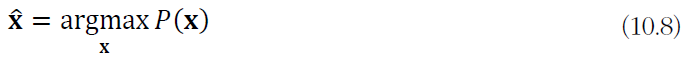 𝐱̂ = argmax P(𝐱) (10.8)
𝐱